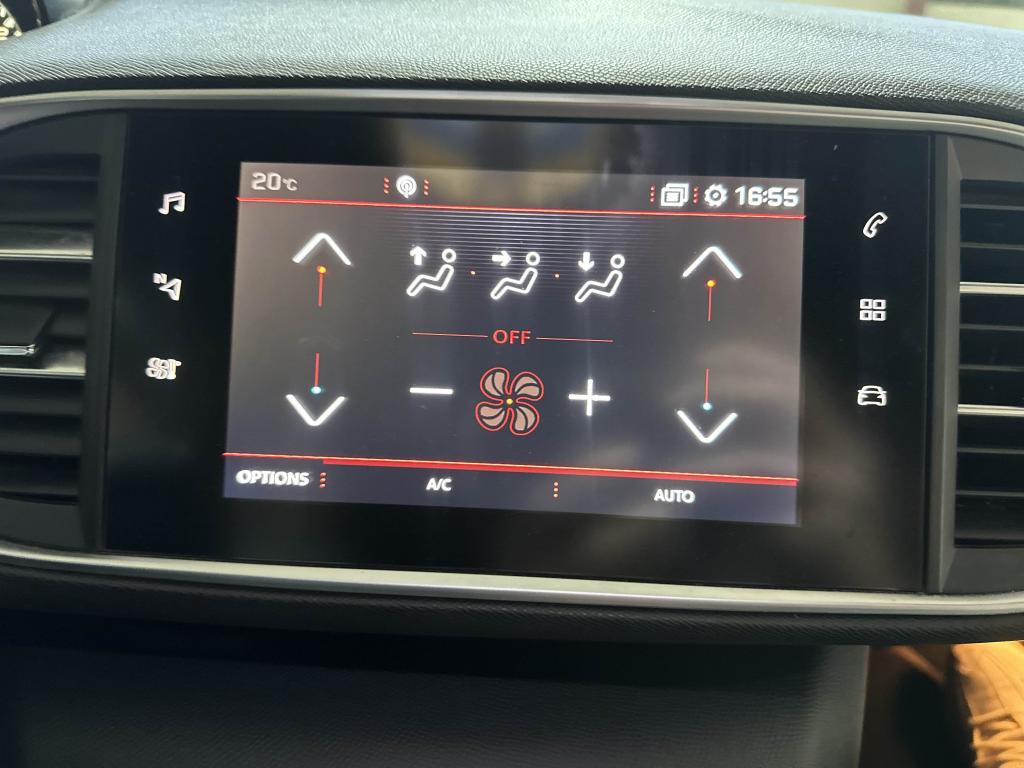 20°C
16:55
N
OFF
OPTIONS
A/C
AUTO